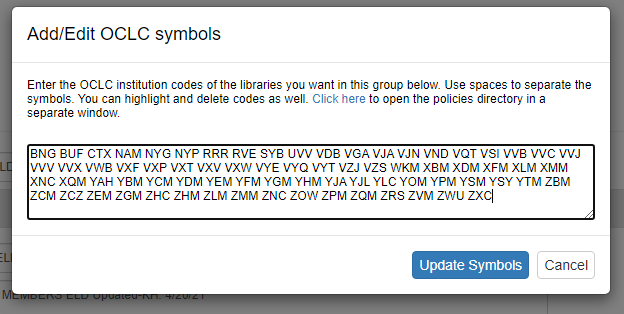 Add/Edit OCLC symbols
Enter the OCLC institution codes of the libraries you want in this group below. Use spaces to separate the
symbols. You can highlight and delete codes as well. Click here to open the policies directory in a
separate window.
BNG BUF CTX NAM NYG NYP RRR RVE SYB UVV VDB VGA VJA VJN VND VQT VSI VVB VVC VVJ
VVV VVX VWB VXF VXP VXT VXV VXW VYE VYQ VYT VZJ VZS WKM XBM XDM XFM XLM XMM
XNC XQM YAH YBM YCM YDM YEM YFM YGM YHM YJA YJL YLC YOM YPM YSM YSY YTM ZBM
ZCM ZCZ ZEM ZGM ZHC ZHM ZLM ZMM ZNC ZOW ZPM ZQM ZRS ZVM ZWU ZXC
Update Symbols Cancel
MEMBERS ELD Updated-KH: 4/20/21